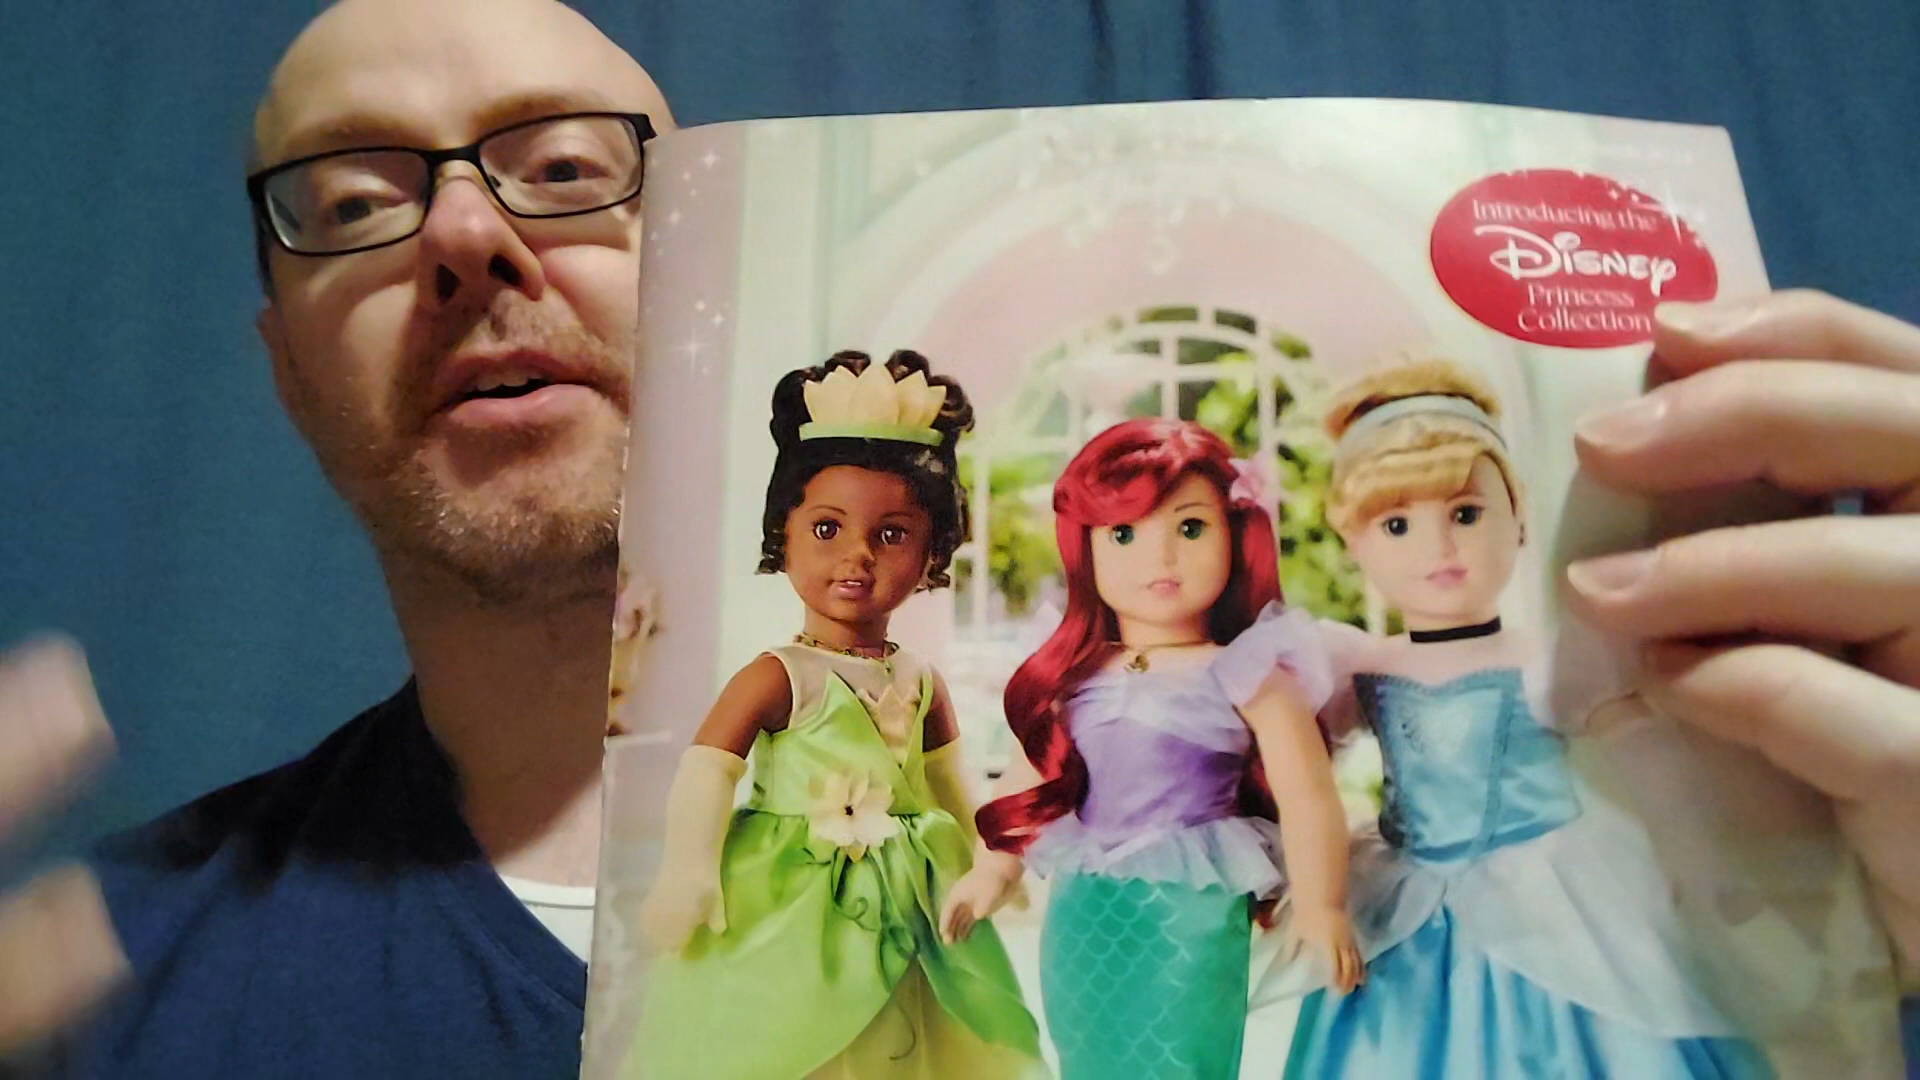 Introducing the
Disney
Princess
Collection